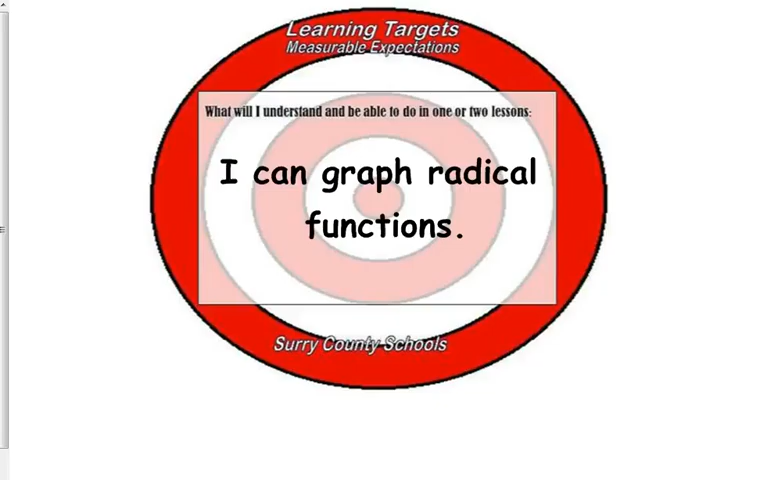 Learning Targets
Measurable Expectations
What will I understand and be able to do in one or two lessons:
I can graph radical
functions.
Surry County Schools